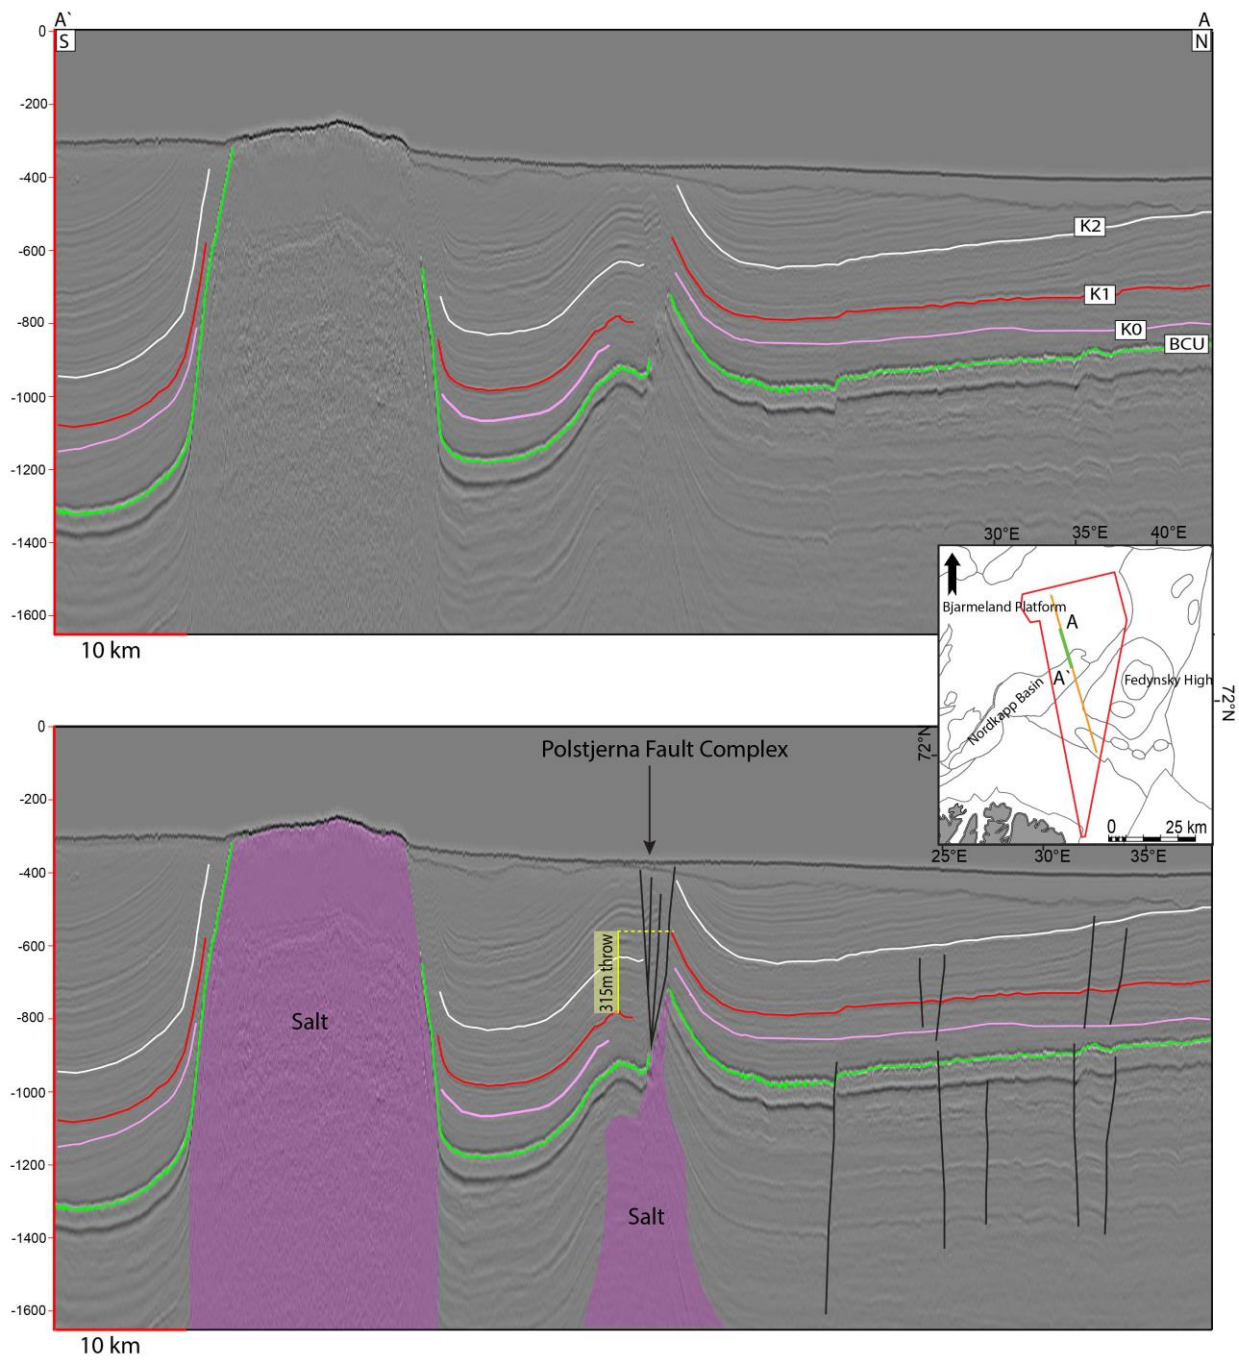 A` A
S N
0
-200
-400
-600
-800
-1000
-1200
-1400
-1600
K2
K1
K0
BCU
10 km
30°E 35°E 40°E
Bjarmeland Platform
A
A`
Fedynsky High
Nordkapp Basin
72°N
72°N
0 25 km
25°E 30°E 35°E
0
-200
-400
-600
-800
-1000
-1200
-1400
-1600
Polstjerna Fault Complex
315m throw
Salt
Salt
10 km